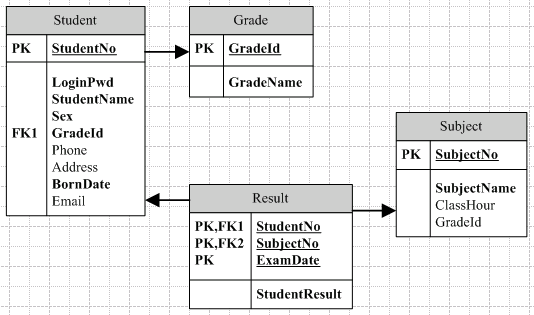 Student
PK StudentNo
LoginPwd
StudentName
Sex
FK1 GradeId
Phone
Address
BornDate
Email
Grade
PK GradeId
GradeName
Subject
PK SubjectNo
SubjectName
ClassHour
GradeId
Result
PK,FK1 StudentNo
PK,FK2 SubjectNo
PK ExamDate
StudentResult